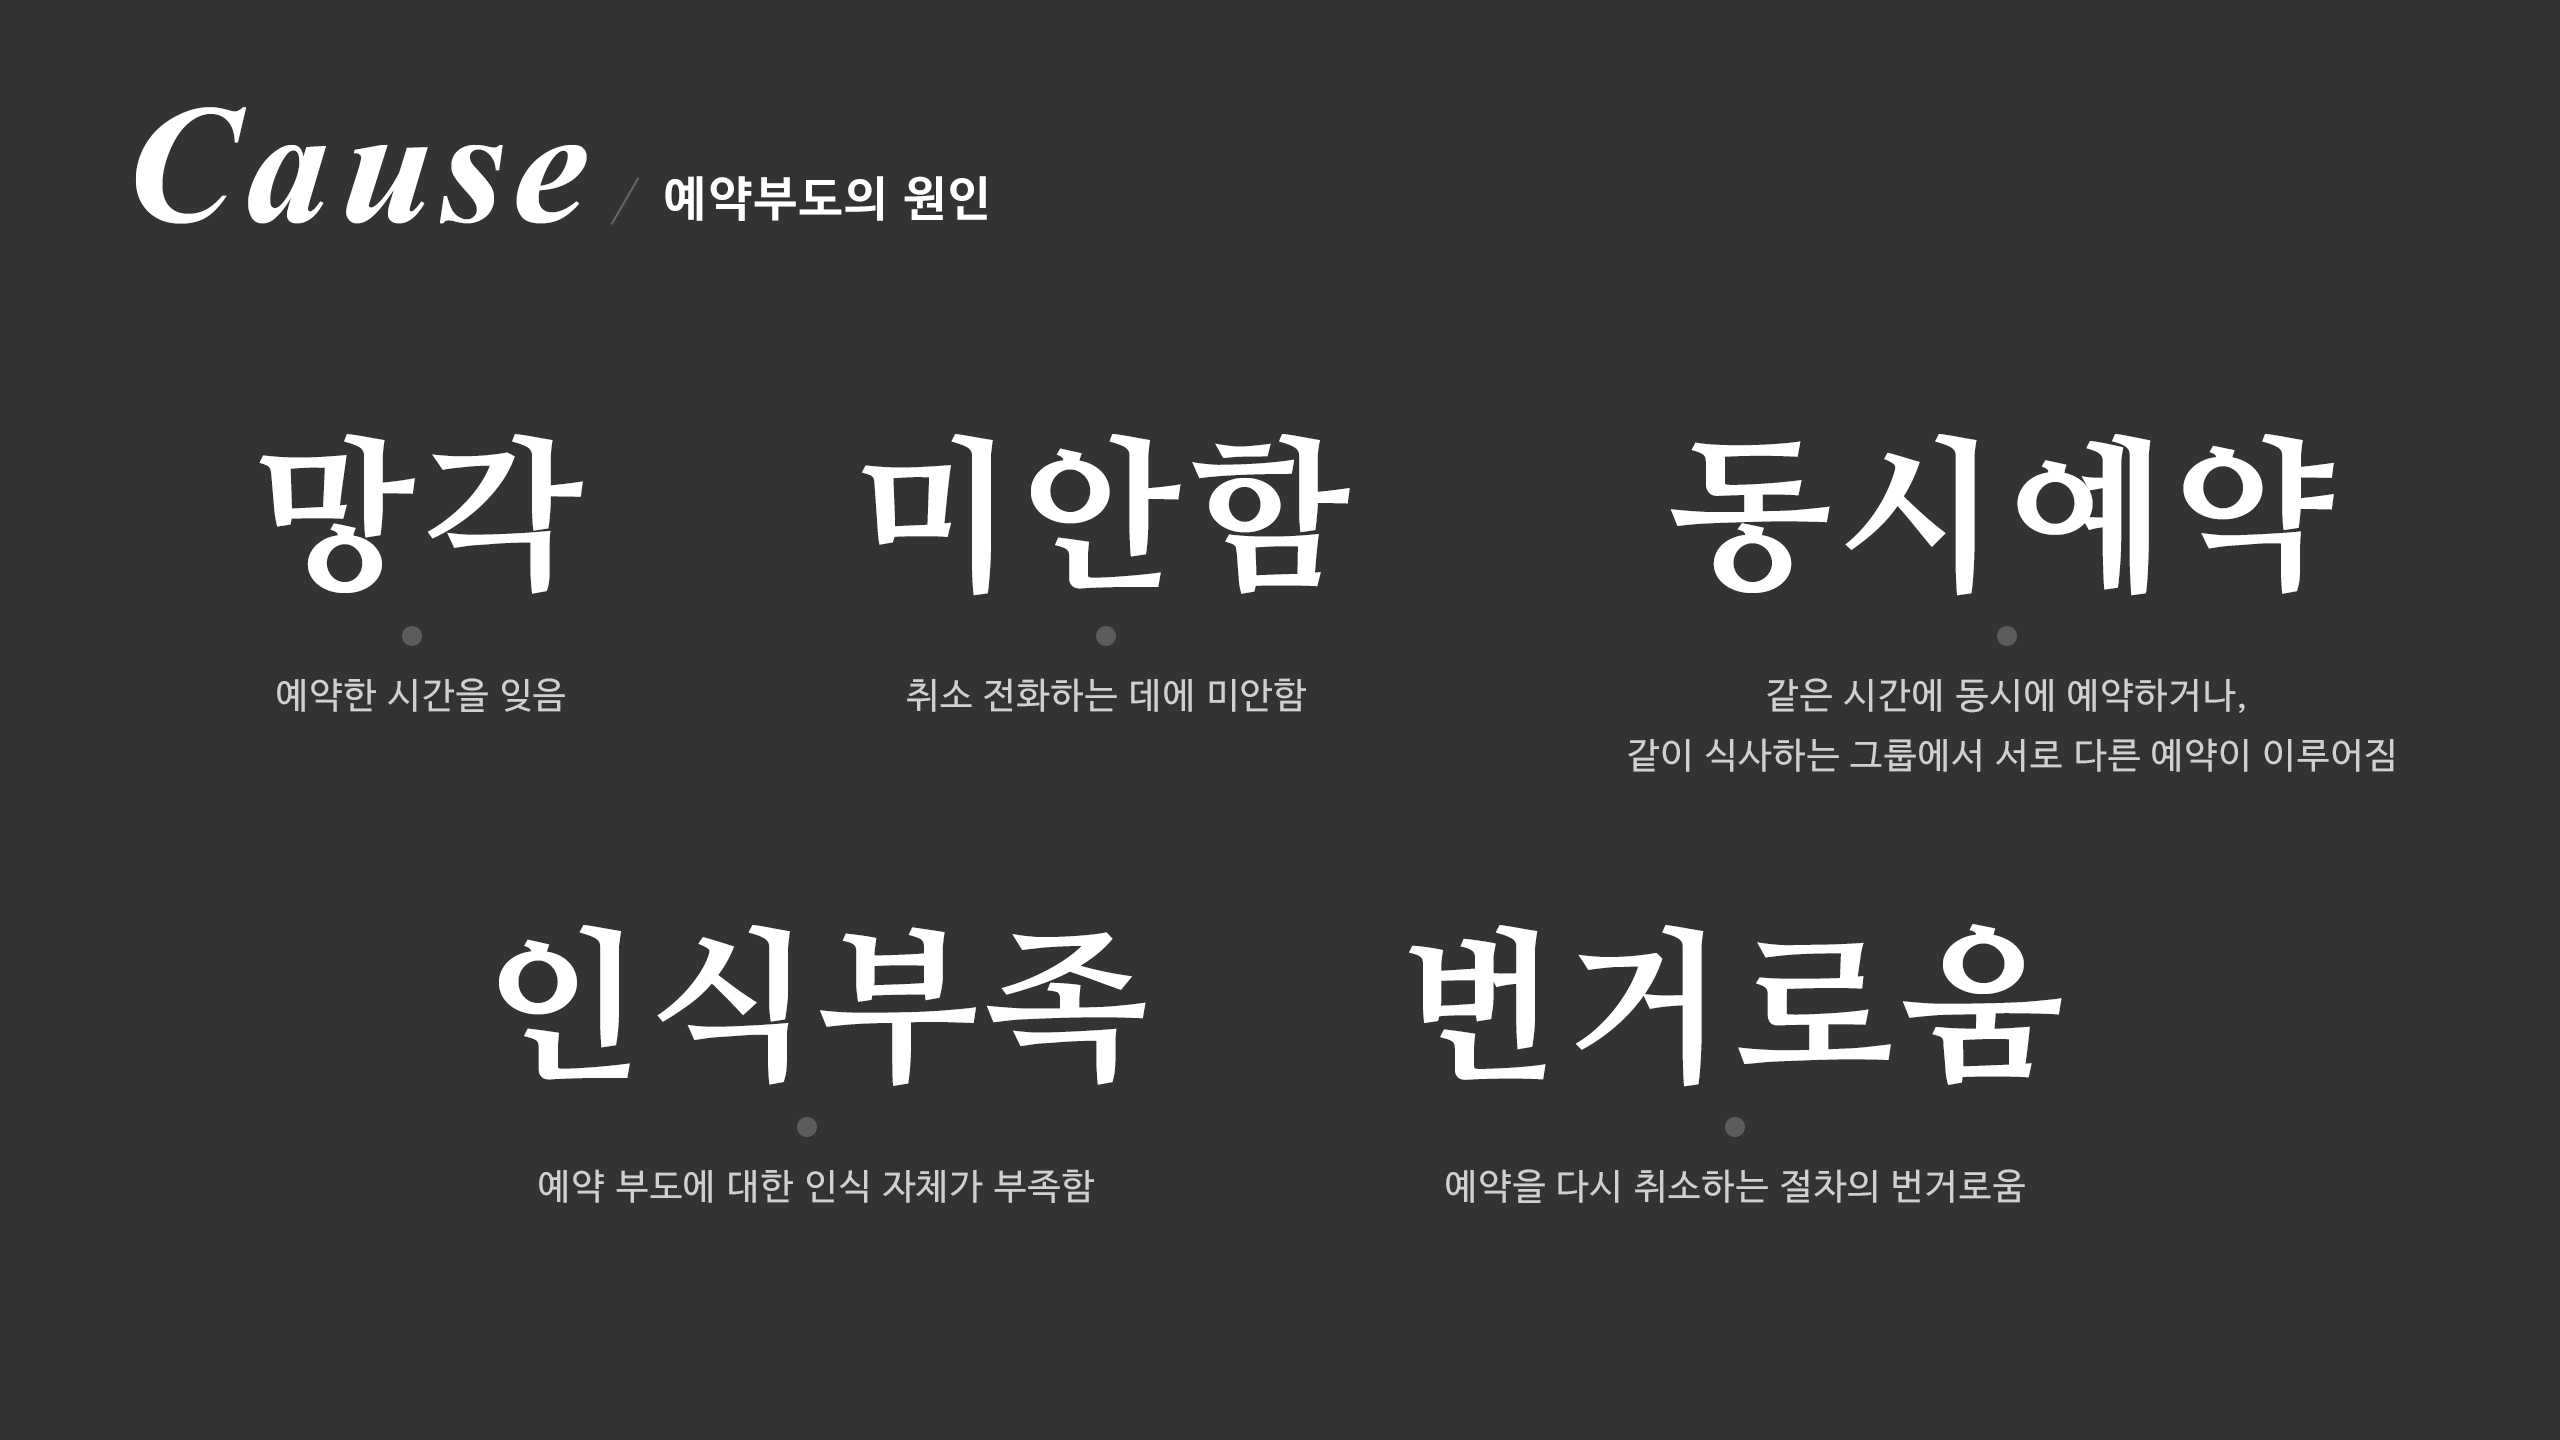 Cause / 예약부도의 원인
망각
예약한 시간을 잊음
미안함
취소 전화하는 데에 미안함
동시예약
같은 시간에 동시에 예약하거나,
같이 식사하는 그룹에서 서로 다른 예약이 이루어짐
인식부족
예약 부도에 대한 인식 자체가 부족함
번거로움
예약을 다시 취소하는 절차의 번거로움